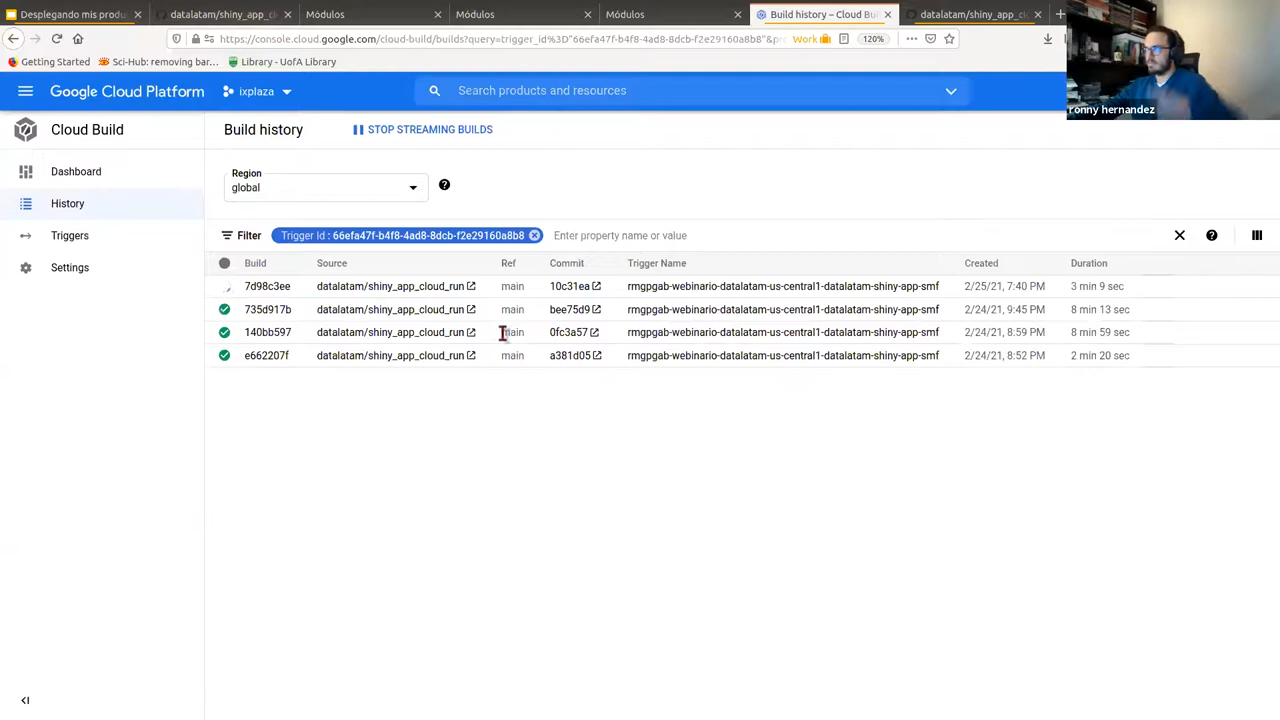 Desplegando mis produ
datalatam/shiny_app_cl
Módulos
Módulos
Módulos
Build history – Cloud Bu
datalatam/shiny_app_cl
https://console.cloud.google.com/cloud-build/builds?query=trigger_id%3D"66efa47f-b4f8-4ad8-8dcb-f2e29160a8b8"&pro
Work
120%
Getting Started
Sci-Hub: removing bar...
Library - UofA Library
Google Cloud Platform
ixplaza
Search products and resources
ronny hernandez
Cloud Build
Build history
STOP STREAMING BUILDS
Dashboard
History
Triggers
Settings
Region
global
Filter
Trigger Id : 66efa47f-b4f8-4ad8-8dcb-f2e29160a8b8
Enter property name or value
Build Source Ref Commit Trigger Name Created Duration
7d98c3ee datalatam/shiny_app_cloud_run main 10c31ea rmgpgab-webinario-datalatam-us-central1-datalatam-shiny-app-smf 2/25/21, 7:40 PM 3 min 9 sec
735d917b datalatam/shiny_app_cloud_run main bee75d9 rmgpgab-webinario-datalatam-us-central1-datalatam-shiny-app-smf 2/24/21, 9:45 PM 8 min 13 sec
140bb597 datalatam/shiny_app_cloud_run main 0fc3a57 rmgpgab-webinario-datalatam-us-central1-datalatam-shiny-app-smf 2/24/21, 8:59 PM 8 min 59 sec
e662207f datalatam/shiny_app_cloud_run main a381d05 rmgpgab-webinario-datalatam-us-central1-datalatam-shiny-app-smf 2/24/21, 8:52 PM 2 min 20 sec